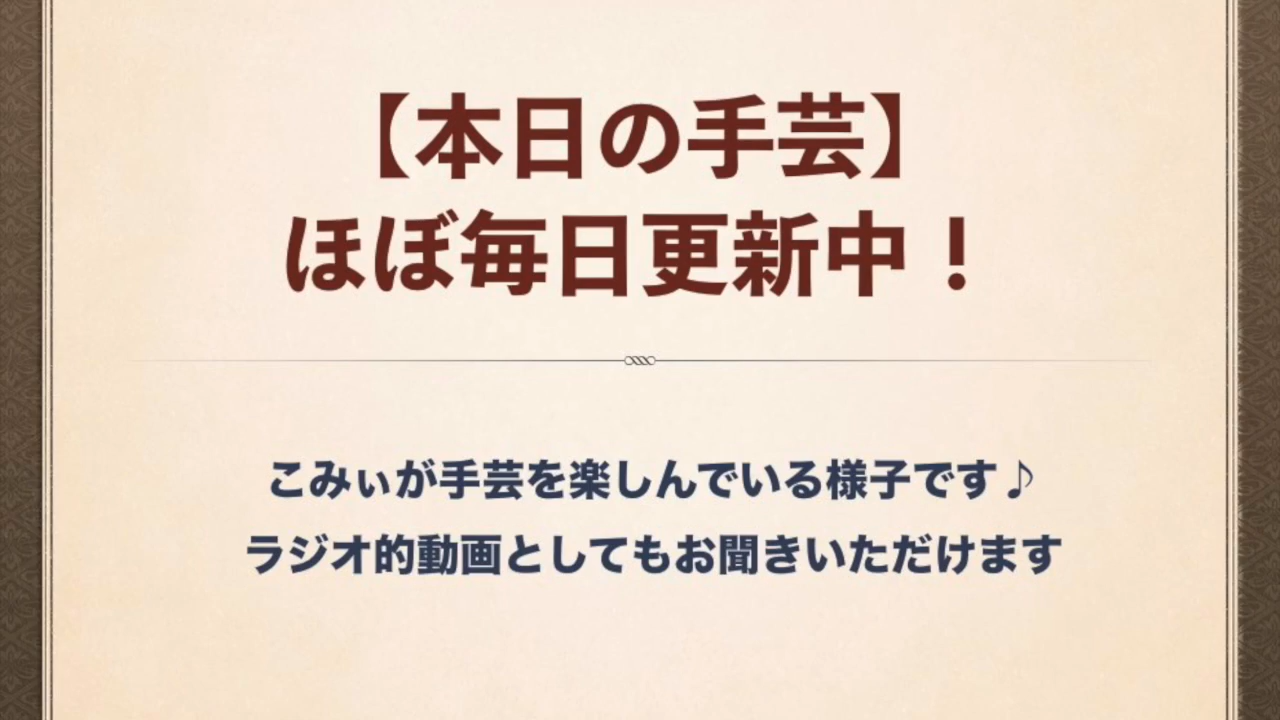 【本日の手芸】
ほぼ毎日更新中！
こみぃが手芸を楽しんでいる様子です♪
ラジオ的動画としてもお聞きいただけます